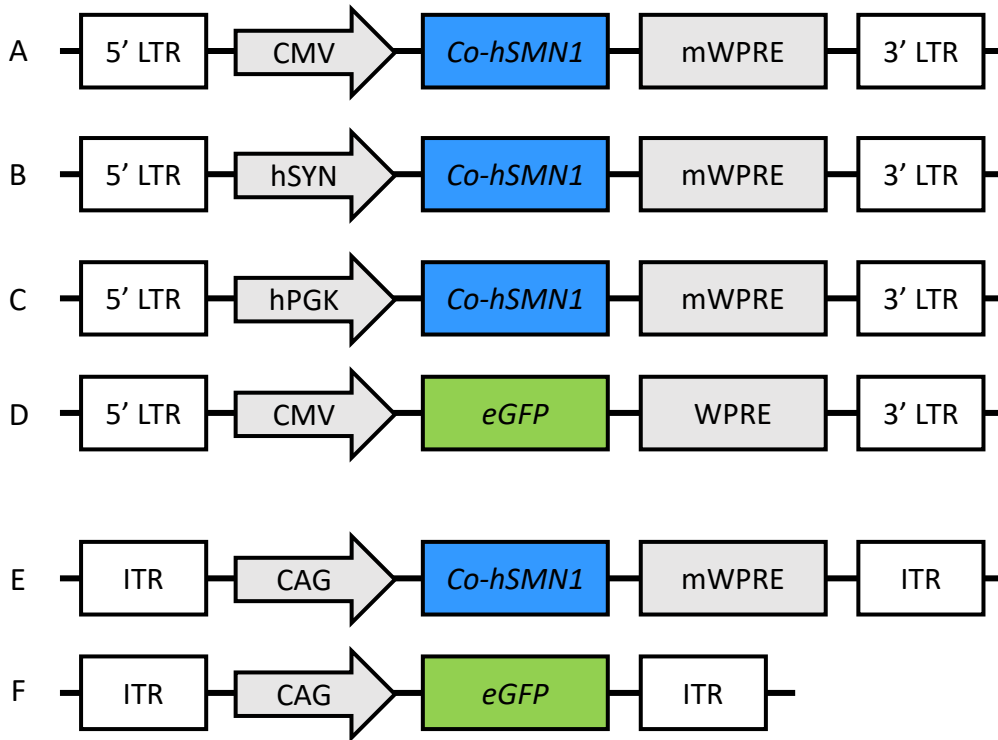 A 5’ LTR CMV Co-hSMN1 mWPRE 3’ LTR
B 5’ LTR hSYN Co-hSMN1 mWPRE 3’ LTR
C 5’ LTR hPGK Co-hSMN1 mWPRE 3’ LTR
D 5’ LTR CMV eGFP WPRE 3’ LTR
E ITR CAG Co-hSMN1 mWPRE ITR
F ITR CAG eGFP ITR